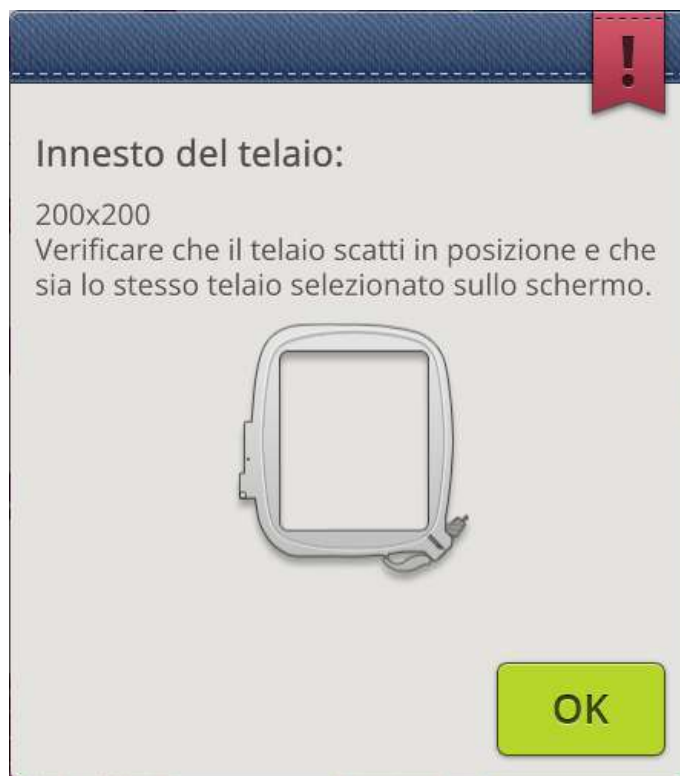 !
Innesto del telaio:
200x200
Verificare che il telaio scatti in posizione e che
sia lo stesso telaio selezionato sullo schermo.
OK